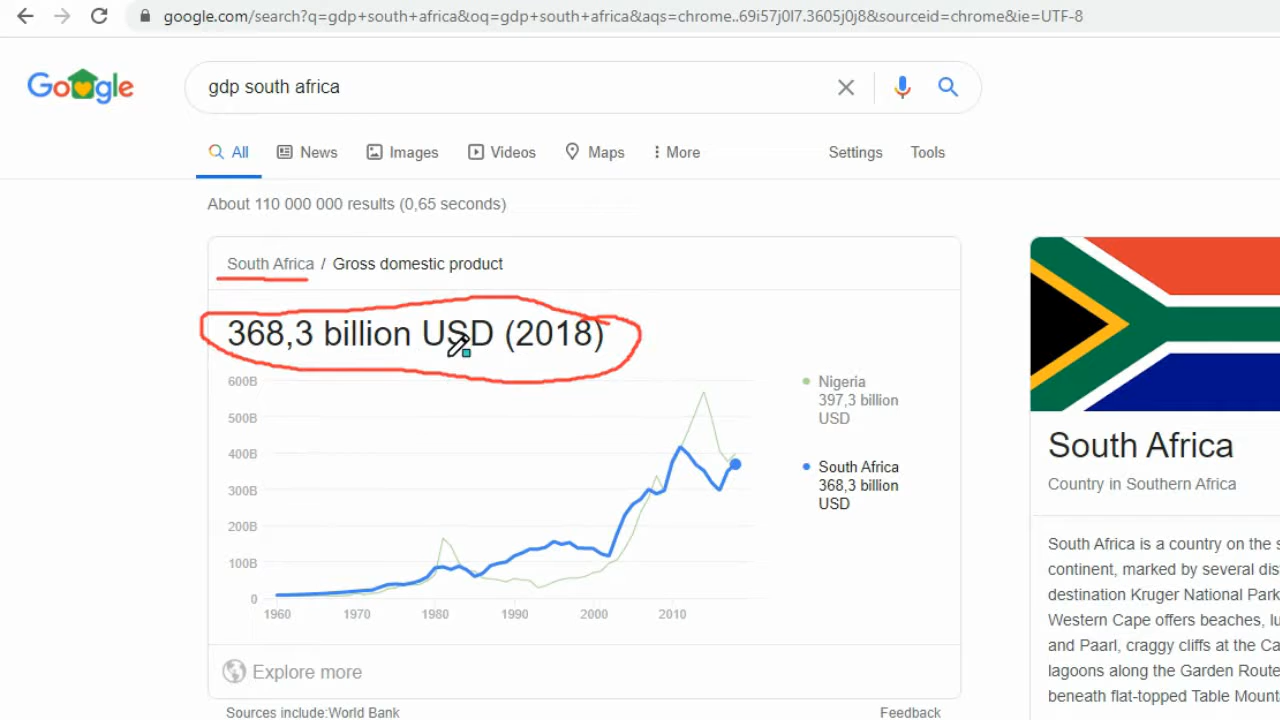 google.com/search?q=gdp+south+africa&oq=gdp+south+africa&aqs=chrome..69i57j0l7.3605j0j8&sourceid=chrome&ie=UTF-8
Google
gdp south africa
All News Images Videos Maps More Settings Tools
About 110 000 000 results (0,65 seconds)
South Africa / Gross domestic product
368,3 billion USD (2018)
600B
500B
400B
300B
200B
100B
0
1960 1970 1980 1990 2000 2010
Nigeria
397,3 billion
USD
South Africa
368,3 billion
USD
Explore more
Sources include:World Bank
Feedback
South Africa
Country in Southern Africa
South Africa is a country on the s
continent, marked by several dis
destination Kruger National Park
Western Cape offers beaches, lu
and Paarl, craggy cliffs at the Ca
lagoons along the Garden Route
beneath flat-topped Table Mount